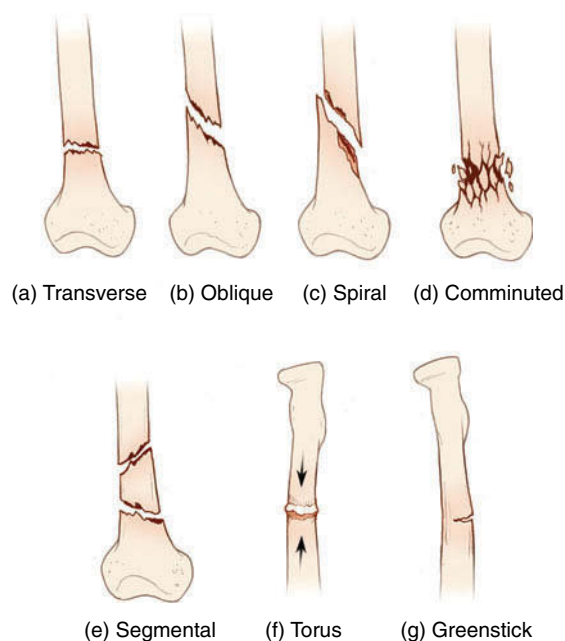 (a) Transverse (b) Oblique (c) Spiral (d) Comminuted
(e) Segmental (f) Torus (g) Greenstick